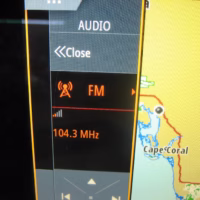 AUDIO
≪Close
FM
104.3 MHz
Cape Coral